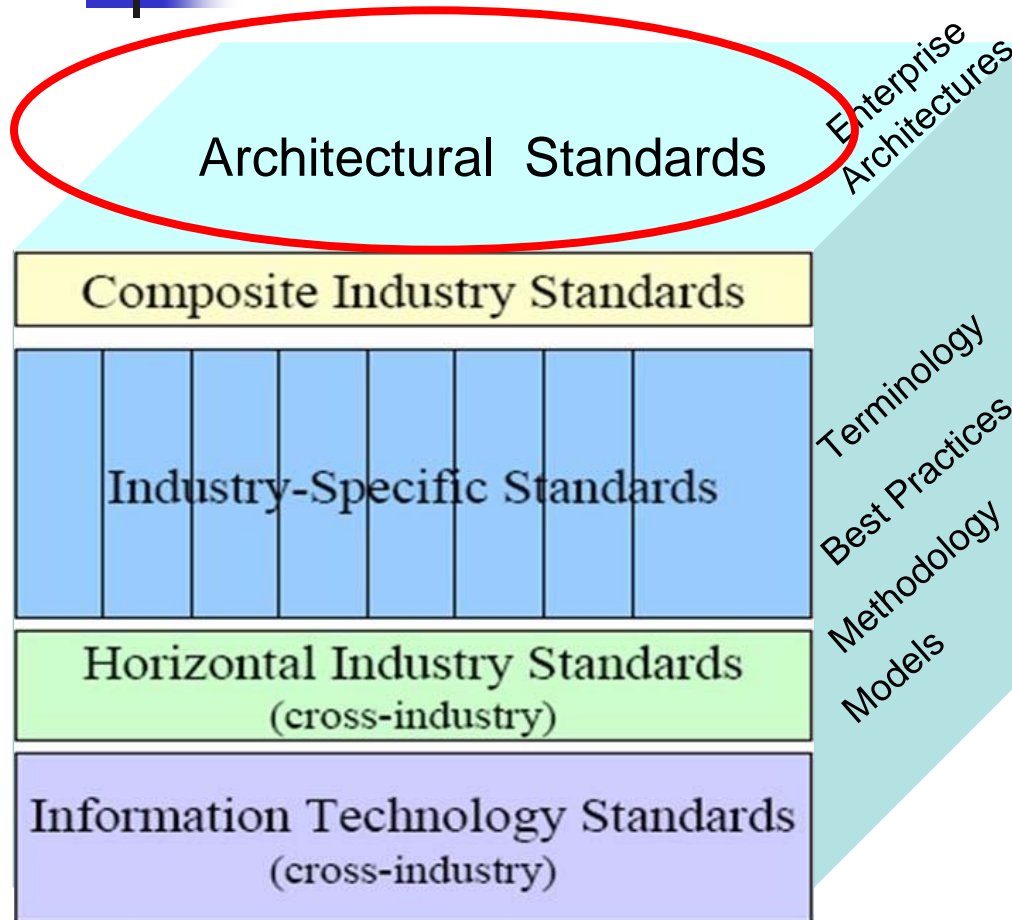 Architectural Standards
Enterprise
Architectures
Composite Industry Standards
Industry-Specific Standards
Horizontal Industry Standards
(cross-industry)
Information Technology Standards
(cross-industry)
Terminology
Best Practices
Methodology
Models